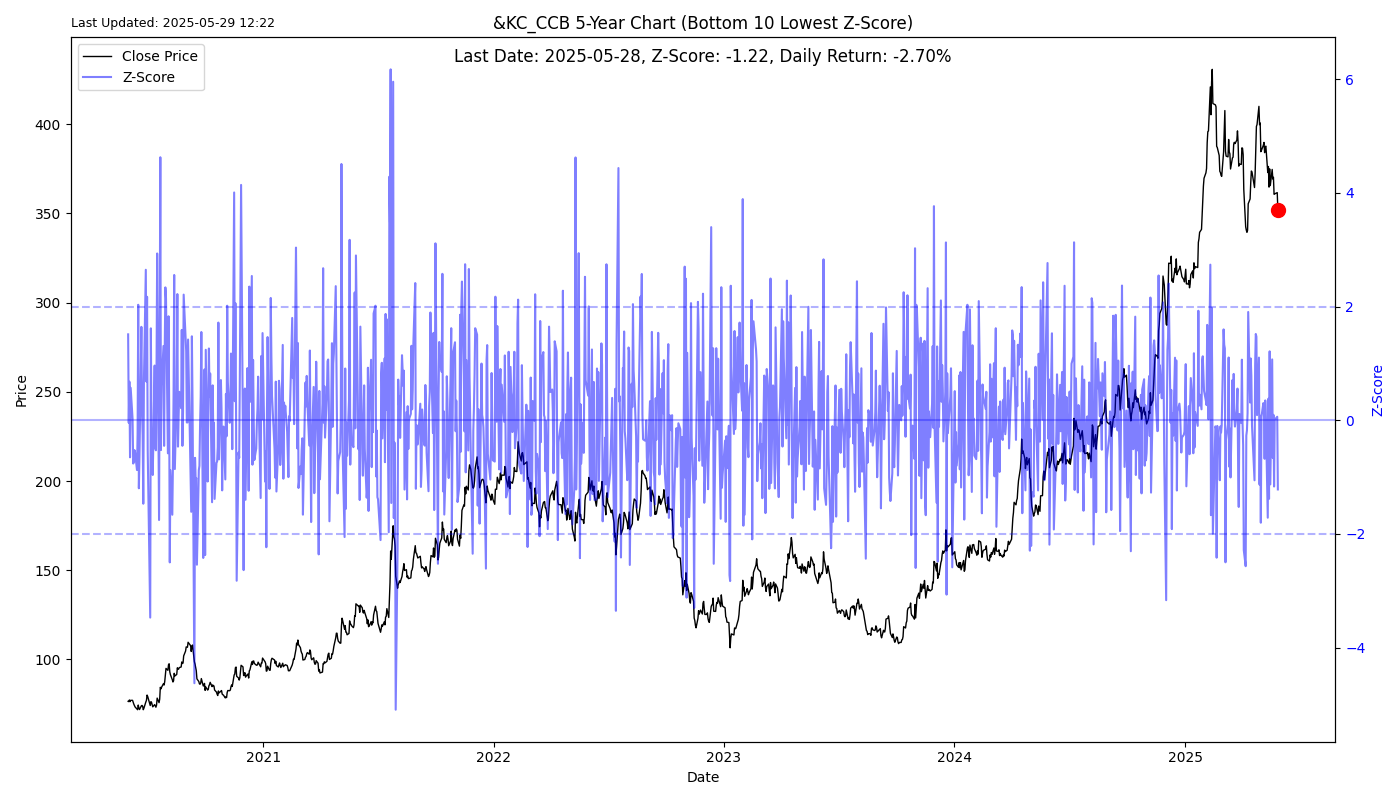 Last Updated: 2025-05-29 12:22
&KC_CCB 5-Year Chart (Bottom 10 Lowest Z-Score)
Last Date: 2025-05-28, Z-Score: -1.22, Daily Return: -2.70%
Close Price
Z-Score
400
350
300
250
200
150
100
Price
6
4
2
0
−2
−4
Z-Score
2021
2022
2023
2024
2025
Date